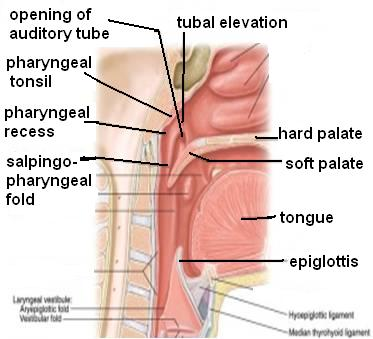 opening of
auditory tube
tubal elevation
pharyngeal
tonsil
pharyngeal
recess
salpingo-
pharyngeal
fold
hard palate
soft palate
tongue
epiglottis
Laryngeal vestibule:
Aryepiglottic fold
Vestibular fold
Hyoepiglottic ligament
Median thyrohyoid ligament